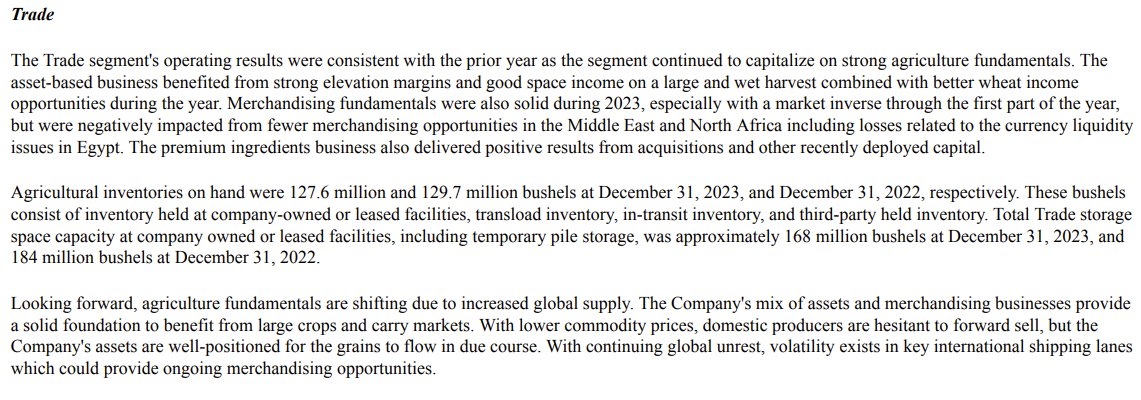 Trade
The Trade segment's operating results were consistent with the prior year as the segment continued to capitalize on strong agriculture fundamentals. The
asset-based business benefited from strong elevation margins and good space income on a large and wet harvest combined with better wheat income
opportunities during the year. Merchandising fundamentals were also solid during 2023, especially with a market inverse through the first part of the year,
but were negatively impacted from fewer merchandising opportunities in the Middle East and North Africa including losses related to the currency liquidity
issues in Egypt. The premium ingredients business also delivered positive results from acquisitions and other recently deployed capital.
Agricultural inventories on hand were 127.6 million and 129.7 million bushels at December 31, 2023, and December 31, 2022, respectively. These bushels
consist of inventory held at company-owned or leased facilities, transload inventory, in-transit inventory, and third-party held inventory. Total Trade storage
space capacity at company owned or leased facilities, including temporary pile storage, was approximately 168 million bushels at December 31, 2023, and
184 million bushels at December 31, 2022.
Looking forward, agriculture fundamentals are shifting due to increased global supply. The Company's mix of assets and merchandising businesses provide
a solid foundation to benefit from large crops and carry markets. With lower commodity prices, domestic producers are hesitant to forward sell, but the
Company's assets are well-positioned for the grains to flow in due course. With continuing global unrest, volatility exists in key international shipping lanes
which could provide ongoing merchandising opportunities.